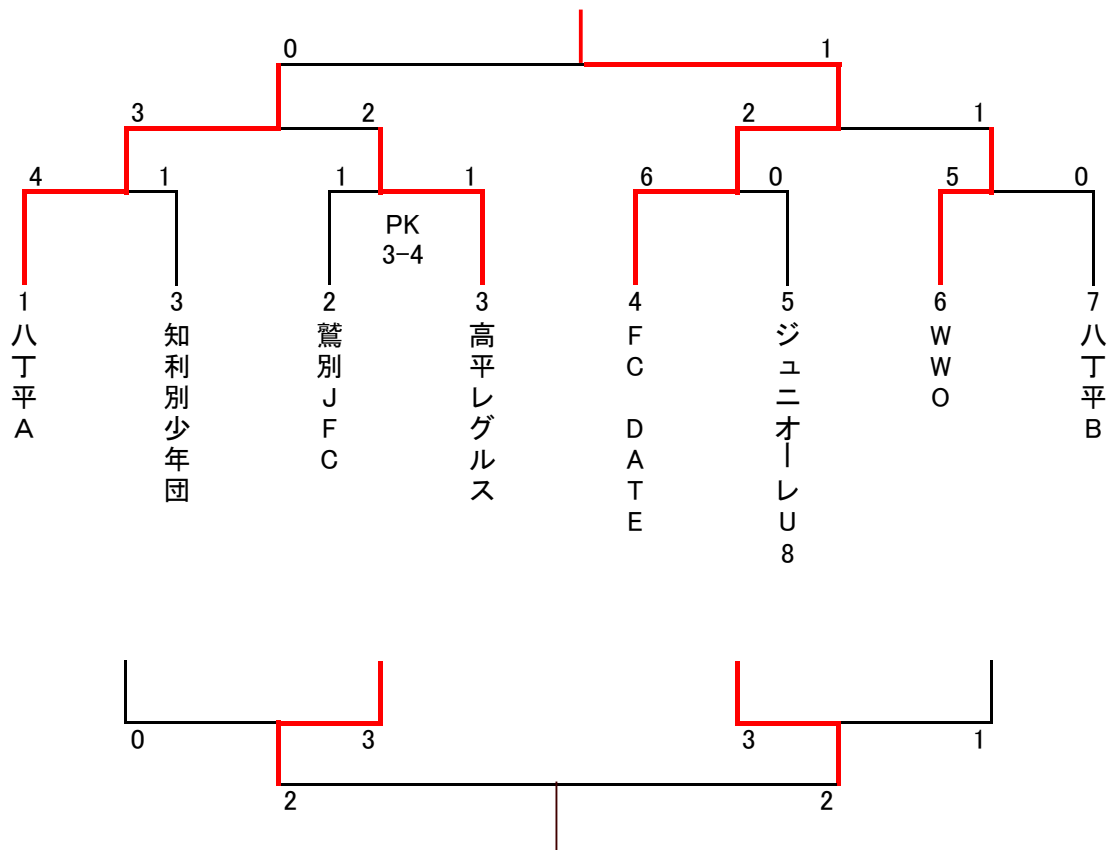 0 1
3 2 2 1
4 1 1 1 6 0 5 0
PK
3-4
1 3 2 3 4 5 6 7
八丁平A
知利別少年団
鷲別JFC
高平レグルス
FC DATE
ジュニオーレU8
WWO
八丁平B
0 3 3 1
2 2